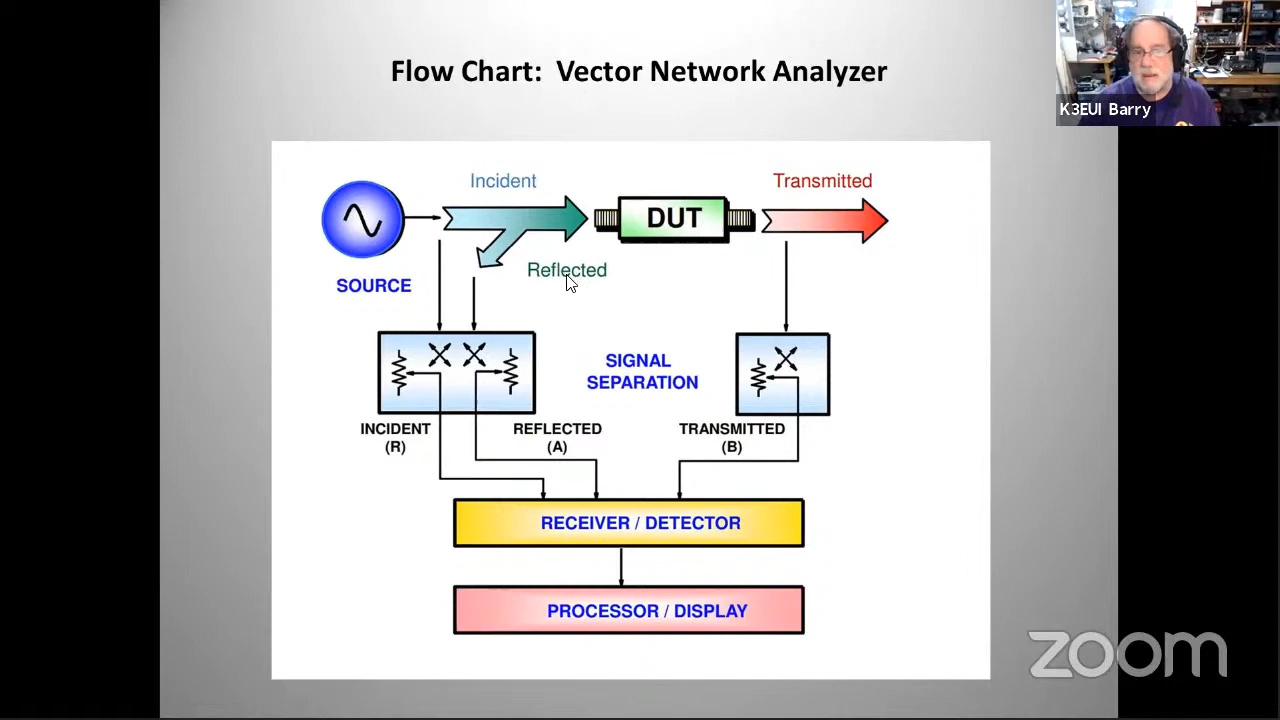 Flow Chart:  Vector Network Analyzer
K3EUI Barry
Incident
Transmitted
DUT
Reflected
SOURCE
SIGNAL
SEPARATION
INCIDENT
(R)
REFLECTED
(A)
TRANSMITTED
(B)
RECEIVER / DETECTOR
PROCESSOR / DISPLAY
zoom